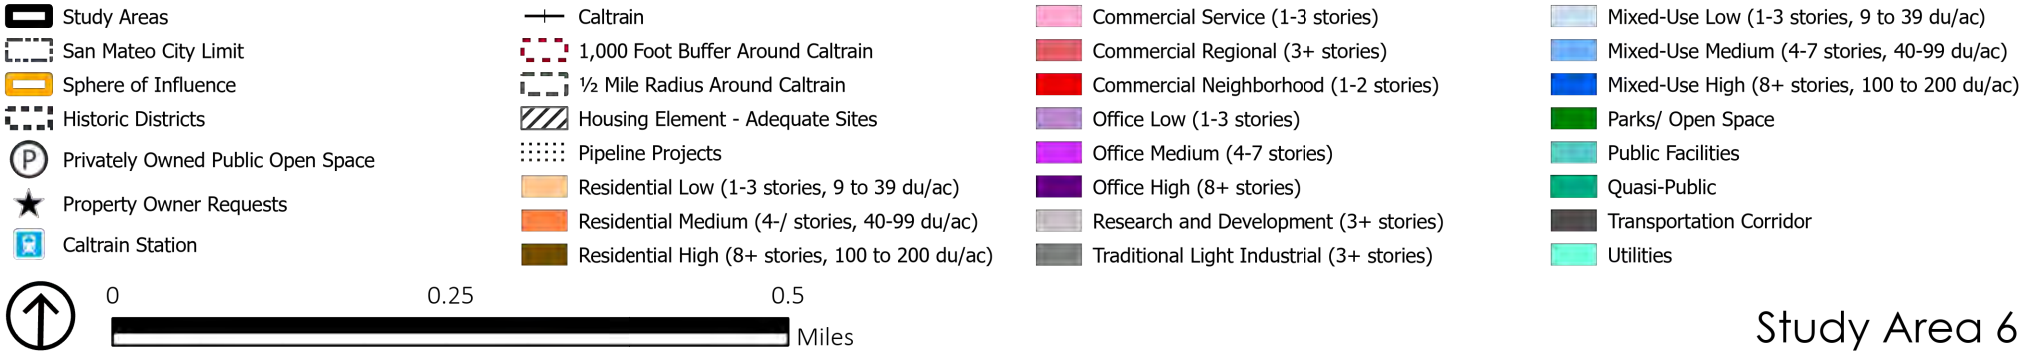 Study Areas
San Mateo City Limit
Sphere of Influence
Historic Districts
P
Privately Owned Public Open Space
Property Owner Requests
Caltrain Station
Caltrain
1,000 Foot Buffer Around Caltrain
½ Mile Radius Around Caltrain
Housing Element - Adequate Sites
Pipeline Projects
Residential Low (1-3 stories, 9 to 39 du/ac)
Residential Medium (4-/ stories, 40-99 du/ac)
Residential High (8+ stories, 100 to 200 du/ac)
Commercial Service (1-3 stories)
Commercial Regional (3+ stories)
Commercial Neighborhood (1-2 stories)
Office Low (1-3 stories)
Office Medium (4-7 stories)
Office High (8+ stories)
Research and Development (3+ stories)
Traditional Light Industrial (3+ stories)
Mixed-Use Low (1-3 stories, 9 to 39 du/ac)
Mixed-Use Medium (4-7 stories, 40-99 du/ac)
Mixed-Use High (8+ stories, 100 to 200 du/ac)
Parks/ Open Space
Public Facilities
Quasi-Public
Transportation Corridor
Utilities
0 0.25 0.5
Miles
Study Area 6